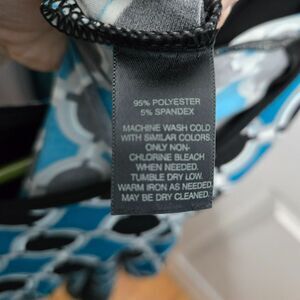 95% POLYESTER
5% SPANDEX
MACHINE WASH COLD
WITH SIMILAR COLORS.
ONLY NON-
CHLORINE BLEACH
WHEN NEEDED.
TUMBLE DRY LOW.
WARM IRON AS NEEDED.
MAY BE DRY CLEANED.